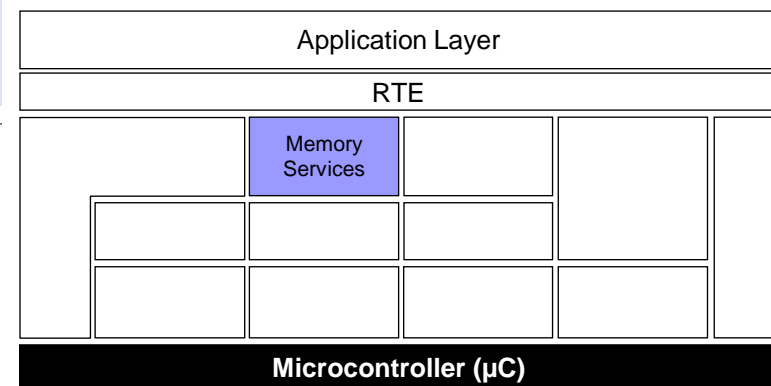 Application Layer
RTE
Memory
Services
Microcontroller (µC)